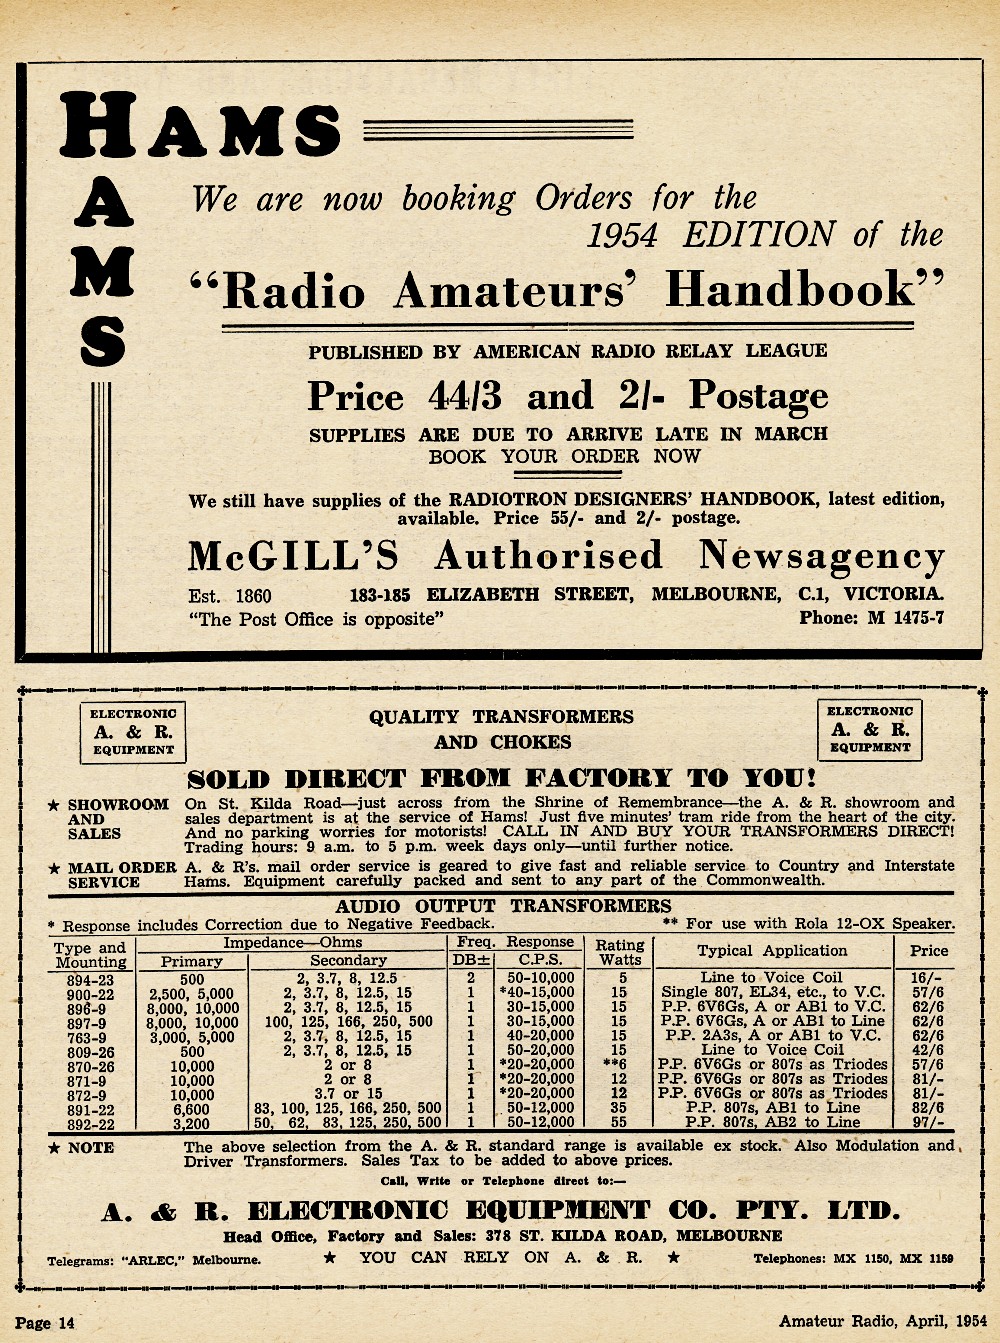 HAMS
AMS
We are now booking Orders for the
1954 EDITION of the
“Radio Amateurs’ Handbook”
PUBLISHED BY AMERICAN RADIO RELAY LEAGUE
Price 44/3 and 2/- Postage
SUPPLIES ARE DUE TO ARRIVE LATE IN MARCH
BOOK YOUR ORDER NOW
We still have supplies of the RADIOTRON DESIGNERS’ HANDBOOK, latest edition,
available. Price 55/- and 2/- postage.
McGILL’S Authorised Newsagency
Est. 1860 183-185 ELIZABETH STREET, MELBOURNE, C.1, VICTORIA.
“The Post Office is opposite” Phone: M 1475-7
ELECTRONIC
A. & R.
EQUIPMENT
QUALITY TRANSFORMERS
AND CHOKES
ELECTRONIC
A. & R.
EQUIPMENT
SOLD DIRECT FROM FACTORY TO YOU!
★ SHOWROOM AND SALES
On St. Kilda Road—just across from the Shrine of Remembrance—the A. & R. showroom and
sales department is at the service of Hams! Just five minutes’ tram ride from the heart of the city.
And no parking worries for motorists! CALL IN AND BUY YOUR TRANSFORMERS DIRECT!
Trading hours: 9 a.m. to 5 p.m. week days only—until further notice.
★ MAIL ORDER SERVICE
A. & R’s. mail order service is geared to give fast and reliable service to Country and Interstate
Hams. Equipment carefully packed and sent to any part of the Commonwealth.
AUDIO OUTPUT TRANSFORMERS
* Response includes Correction due to Negative Feedback. ** For use with Rola 12-OX Speaker.
Type and Mounting | Impedance—Ohms Primary | Secondary | Freq. Response DB± | C.P.S. | Rating Watts | Typical Application | Price
894-23 500 2, 3.7, 8, 12.5 2 50-10,000 5 Line to Voice Coil 16/-
900-22 2,500, 5,000 2, 3.7, 8, 12.5, 15 1 *40-15,000 15 Single 807, EL34, etc., to V.C. 57/6
896-9 8,000, 10,000 2, 3.7, 8, 12.5, 15 1 30-15,000 15 P.P. 6V6Gs, A or AB1 to V.C. 62/6
897-9 8,000, 10,000 100, 125, 166, 250, 500 1 30-15,000 15 P.P. 6V6Gs, A or AB1 to Line 62/6
763-9 3,000, 5,000 2, 3.7, 8, 12.5, 15 1 40-20,000 15 P.P. 2A3s, A or AB1 to V.C. 62/6
809-26 500 2, 3.7, 8, 12.5, 15 1 50-20,000 15 Line to Voice Coil 42/6
870-26 10,000 2 or 8 1 *20-20,000 **6 P.P. 6V6Gs or 807s as Triodes 57/6
871-9 10,000 2 or 8 1 *20-20,000 12 P.P. 6V6Gs or 807s as Triodes 81/-
872-9 10,000 3.7 or 15 1 *20-20,000 12 P.P. 6V6Gs or 807s as Triodes 81/-
891-22 6,600 83, 100, 125, 166, 250, 500 1 50-12,000 35 P.P. 807s, AB1 to Line 82/6
892-22 3,200 50, 62, 83, 125, 250, 500 1 50-12,000 55 P.P. 807s, AB2 to Line 97/-
★ NOTE The above selection from the A. & R. standard range is available ex stock. Also Modulation and
Driver Transformers. Sales Tax to be added to above prices.
Call, Write or Telephone direct to:—
A. & R. ELECTRONIC EQUIPMENT CO. PTY. LTD.
Head Office, Factory and Sales: 378 ST. KILDA ROAD, MELBOURNE
Telegrams: “ARLEC,” Melbourne. ★ YOU CAN RELY ON A. & R. ★ Telephones: MX 1150, MX 1159
Page 14 Amateur Radio, April, 1954